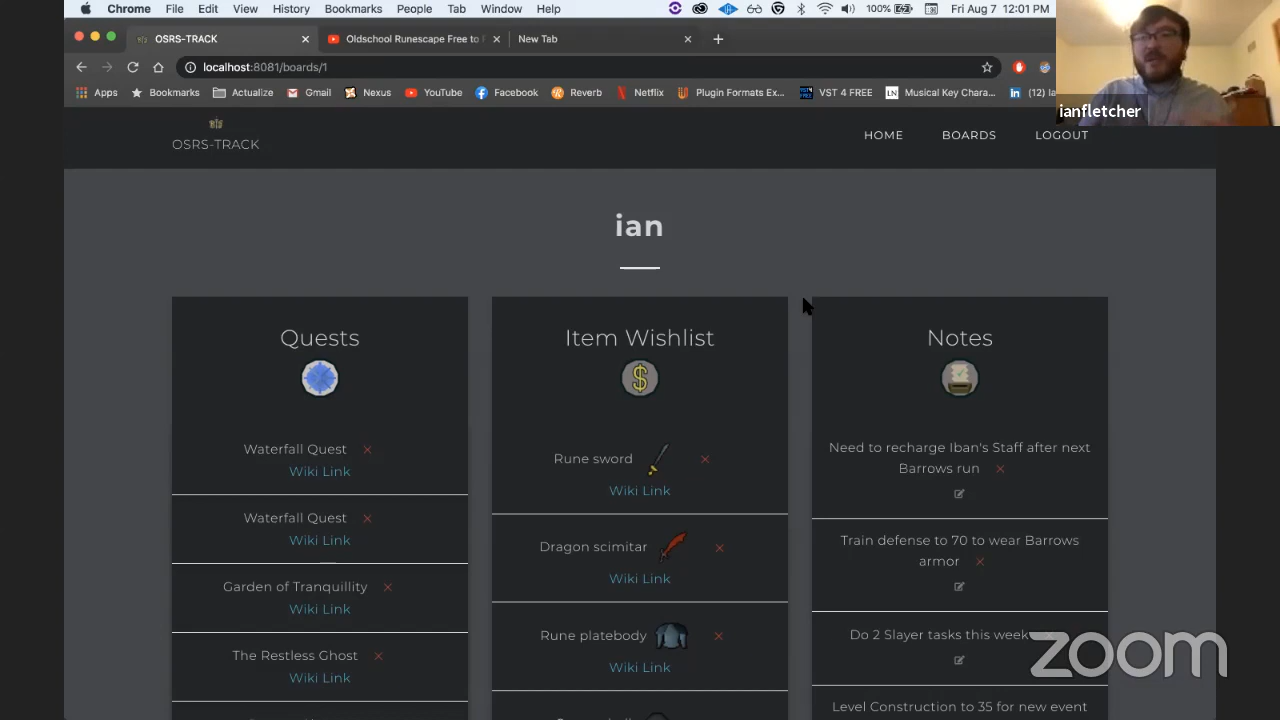 Chrome File Edit View History Bookmarks People Tab Window Help 100% Fri Aug 7 12:01 PM
OSRS-TRACK Oldschool Runescape Free to New Tab
localhost:8081/boards/1
Apps Bookmarks Actualize Gmail Nexus YouTube Facebook Reverb Netflix Plugin Formats Ex... VST 4 FREE Musical Key Chara... (12)
ianfletcher
OSRS-TRACK
HOME BOARDS LOGOUT
ian
Quests
Waterfall Quest
Wiki Link
Waterfall Quest
Wiki Link
Garden of Tranquillity
Wiki Link
The Restless Ghost
Wiki Link
Item Wishlist
$
Rune sword
Wiki Link
Dragon scimitar
Wiki Link
Rune platebody
Wiki Link
Notes
Need to recharge Iban's Staff after next
Barrows run
Train defense to 70 to wear Barrows
armor
Do 2 Slayer tasks this week
Level Construction to 35 for new event
zoom